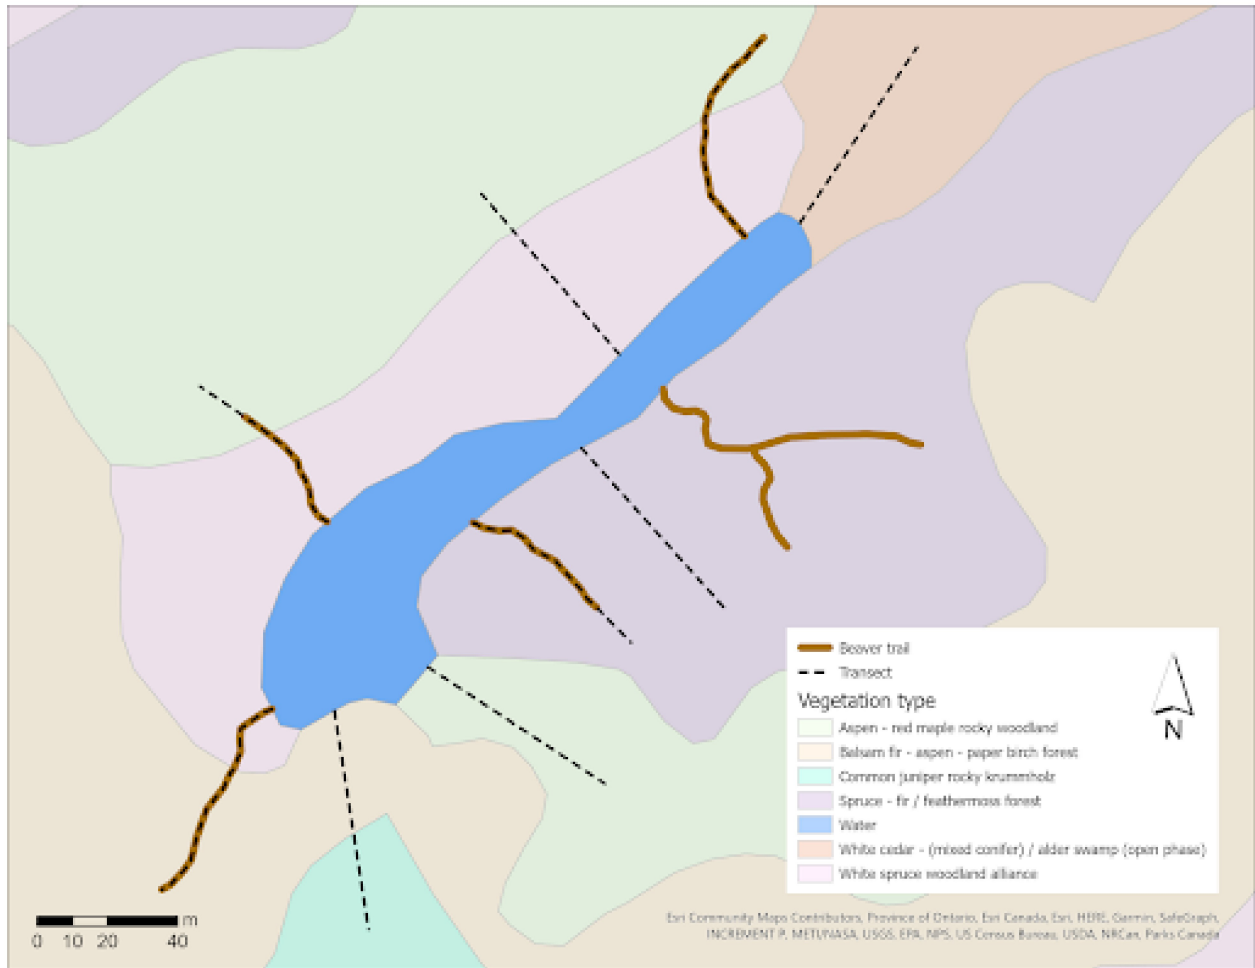 Beaver trail
Transect
Vegetation type
Aspen - red maple rocky woodland
Balsam fir - aspen - paper birch forest
Common juniper rocky krummholz
Spruce - fir / feathermoss forest
Water
White cedar - (mixed conifer) / alder swamp (open phase)
White spruce woodland alliance
N
m
0 10 20 40
Esri Community Maps Contributors, Province of Ontario, Esri Canada, Esri, HERE, Garmin, SafeGraph,
INCREMENT P, METI/NASA, USGS, EPA, NPS, US Census Bureau, USDA, NRCan, Parks Canada